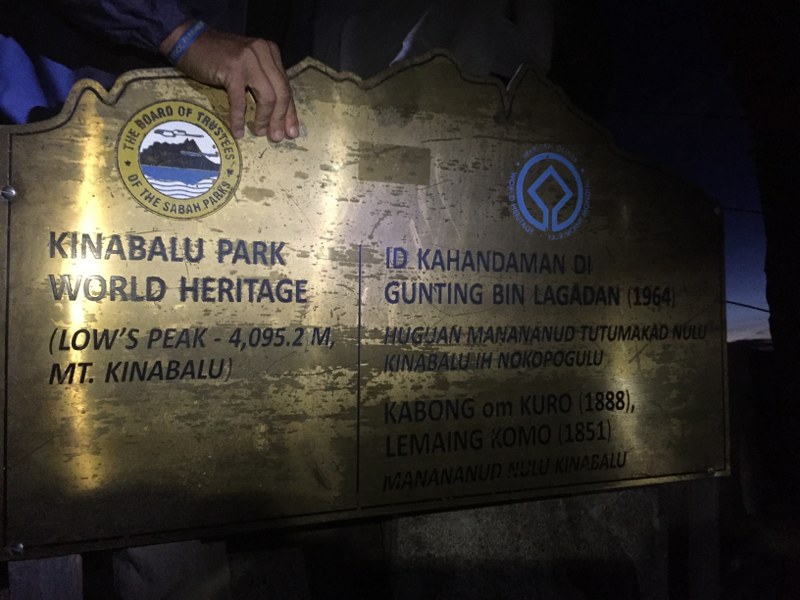 THE BOARD OF TRUSTEES
OF THE SABAH PARKS
KINABALU PARK
WORLD HERITAGE
(LOW'S PEAK - 4,095.2 M,
MT. KINABALU)
ID KAHANDAMAN DI
GUNTING BIN LAGADAN (1964)
HUGUAN MANANANUD TUTUMAKAD NULU
KINABALU IH NOKOPOGULU
KABONG om KURO (1888),
LEMAING KOMO (1851)
MANANANUD NULU KINABALU